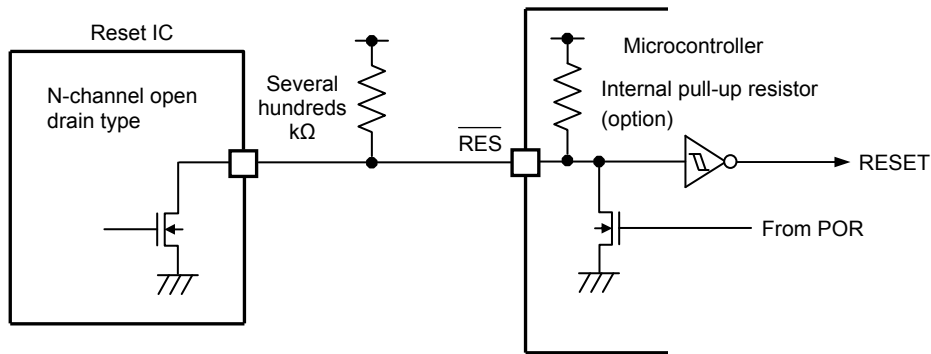 Reset IC
N-channel open
drain type
Several
hundreds
kΩ
RES
Microcontroller
Internal pull-up resistor
(option)
RESET
From POR